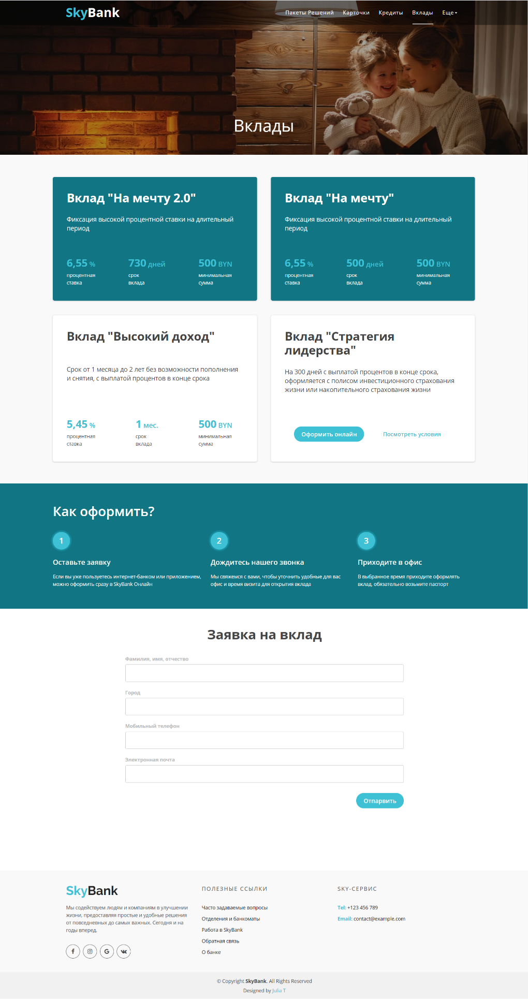 SkyBank
Пакеты Решений Карточки Кредиты Вклады Еще
Вклады
Вклад "На мечту 2.0"
Фиксация высокой процентной ставки на длительный
период
6,55 % 730 дней 500 BYN
процентная срок минимальная
ставка вклада сумма
Вклад "На мечту"
Фиксация высокой процентной ставки на длительный
период
6,55 % 500 дней 500 BYN
процентная срок минимальная
ставка вклада сумма
Вклад "Высокий доход"
Срок от 1 месяца до 2 лет без возможности пополнения
и снятия, с выплатой процентов в конце срока
5,45 % 1 мес. 500 BYN
процентная срок минимальная
ставка вклада сумма
Вклад "Стратегия
лидерства"
На 300 дней с выплатой процентов в конце срока,
оформляется с полисом инвестиционного страхования
жизни или накопительного страхования жизни
Оформить онлайн Посмотреть условия
Как оформить?
1
Оставьте заявку
Если вы уже пользуетесь интернет-банком или приложением,
можно оформить сразу в SkyBank Онлайн
2
Дождитесь нашего звонка
Мы свяжемся с вами, чтобы уточнить удобные для вас
офис и время визита для открытия вклада
3
Приходите в офис
В выбранное время приходите оформлять
вклад, обязательно возьмите паспорт
Заявка на вклад
Фамилия, имя, отчество
Город
Мобильный телефон
Электронная почта
Отпарвить
SkyBank
Мы содействуем людям и компаниям в улучшении
жизни, предоставляя простые и удобные решения
от повседневных до самых важных. Сегодня и на
годы вперед.
ПОЛЕЗНЫЕ ССЫЛКИ
Часто задаваемые вопросы
Отделения и банкоматы
Работа в SkyBank
Обратная связь
О банке
SKY-СЕРВИС
Tel: +123 456 789
Email: contact@example.com
© Copyright SkyBank. All Rights Reserved
Designed by Julia T